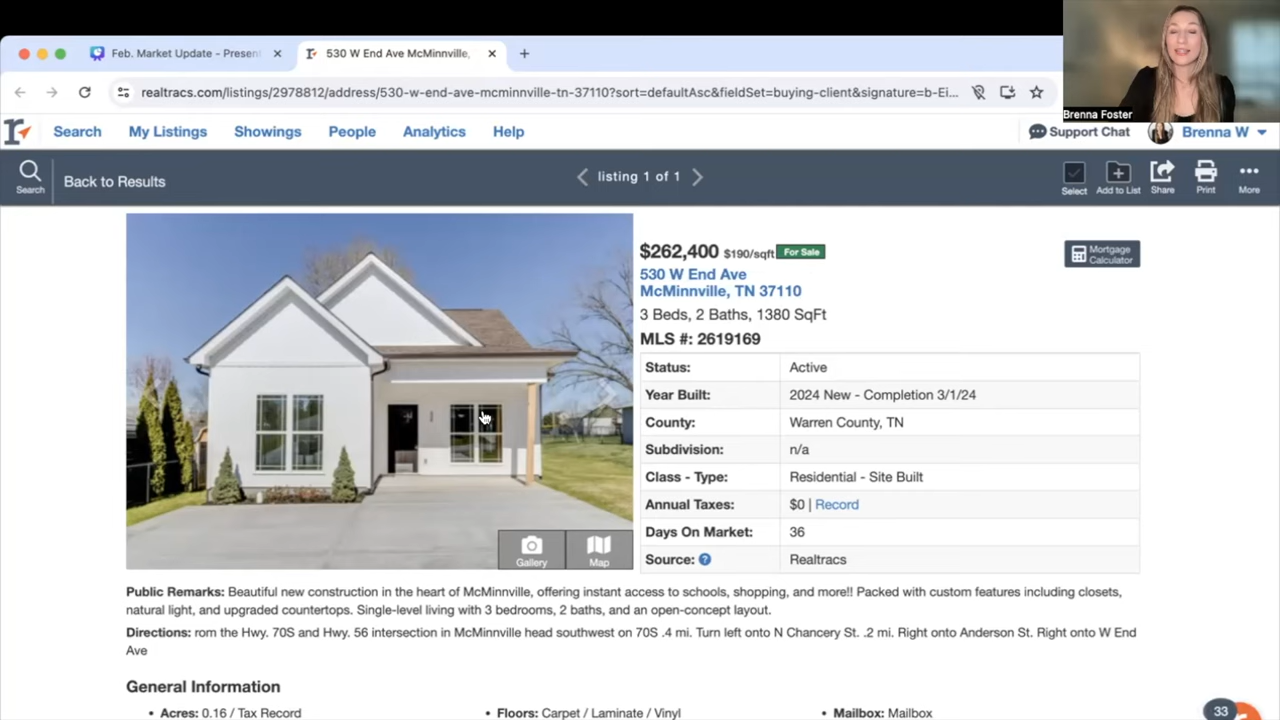 Feb. Market Update - Present
530 W End Ave McMinnville,
realtracs.com/listings/2978812/address/530-w-end-ave-mcminnville-tn-37110?sort=defaultAsc&fieldSet=buying-client&signature=b-Ei...
Brenna Foster
Search
My Listings
Showings
People
Analytics
Help
Support Chat
Brenna W
Search
Back to Results
listing 1 of 1
Select
Add to List
Share
Print
More
$262,400 $190/sqft For Sale
Mortgage
Calculator
530 W End Ave
McMinnville, TN 37110
3 Beds, 2 Baths, 1380 SqFt
MLS #: 2619169
Status: Active
Year Built: 2024 New - Completion 3/1/24
County: Warren County, TN
Subdivision: n/a
Class - Type: Residential - Site Built
Annual Taxes: $0 | Record
Days On Market: 36
Source: ? Realtracs
Gallery
Map
Public Remarks: Beautiful new construction in the heart of McMinnville, offering instant access to schools, shopping, and more!! Packed with custom features including closets,
natural light, and upgraded countertops. Single-level living with 3 bedrooms, 2 baths, and an open-concept layout.
Directions: rom the Hwy. 70S and Hwy. 56 intersection in McMinnville head southwest on 70S .4 mi. Turn left onto N Chancery St. .2 mi. Right onto Anderson St. Right onto W End
Ave
General Information
• Acres: 0.16 / Tax Record
• Floors: Carpet / Laminate / Vinyl
• Mailbox: Mailbox
33